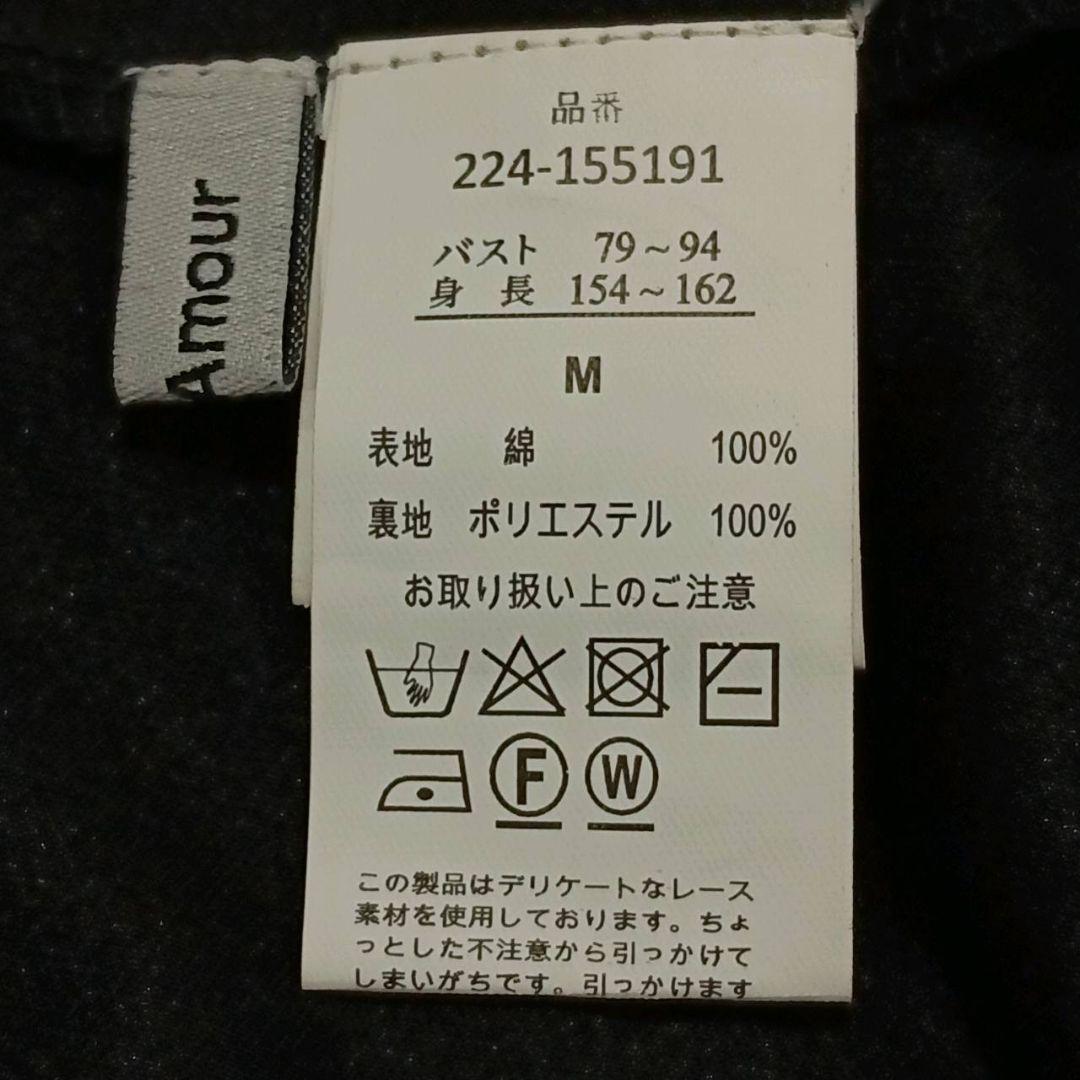 Amour
品番
224-155191
バスト 79～94
身長 154～162
M
表地 綿 100%
裏地 ポリエステル 100%
お取り扱い上のご注意
F W
この製品はデリケートなレース
素材を使用しております。ちょ
っとした不注意から引っかけて
しまいがちです。引っかけます